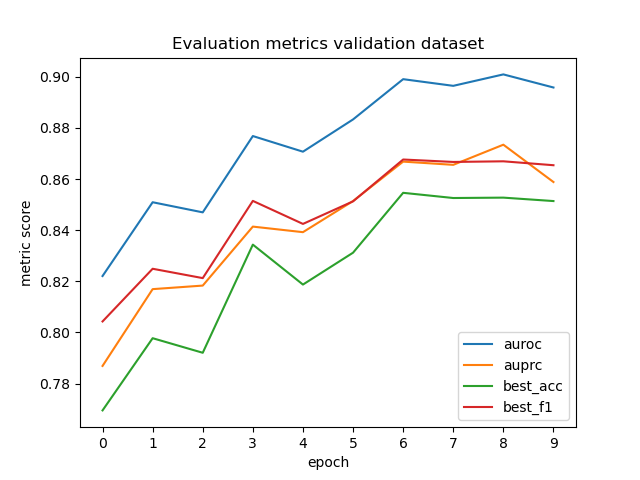 Evaluation metrics validation dataset
metric score
0.90
0.88
0.86
0.84
0.82
0.80
0.78
auroc
auprc
best_acc
best_f1
0 1 2 3 4 5 6 7 8 9
epoch